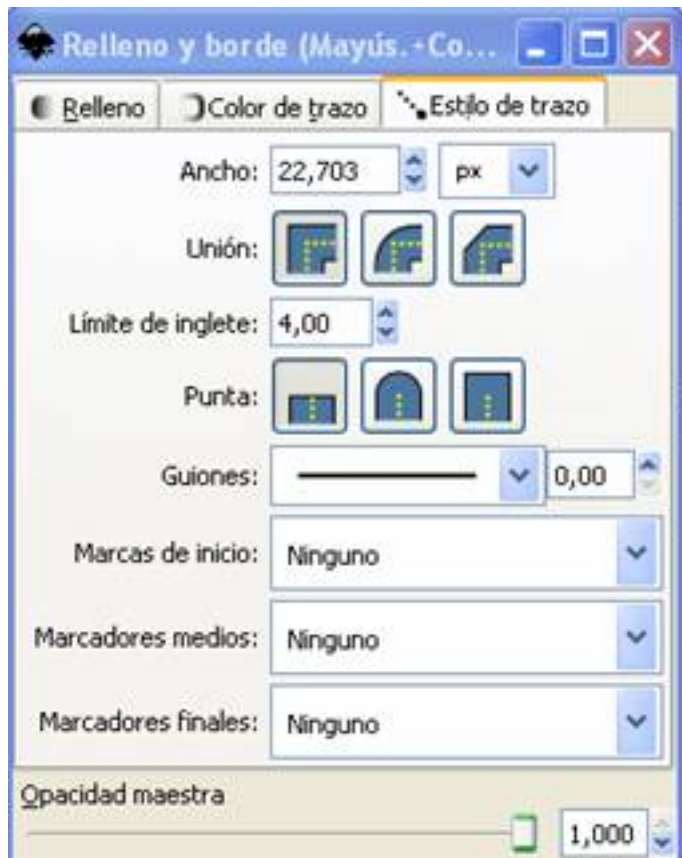 Relleno y borde (Mayús.+Co...
Relleno Color de trazo Estilo de trazo
Ancho: 22,703 px
Unión:
Límite de inglete: 4,00
Punta:
Guiones: 0,00
Marcas de inicio: Ninguno
Marcadores medios: Ninguno
Marcadores finales: Ninguno
Opacidad maestra
1,000